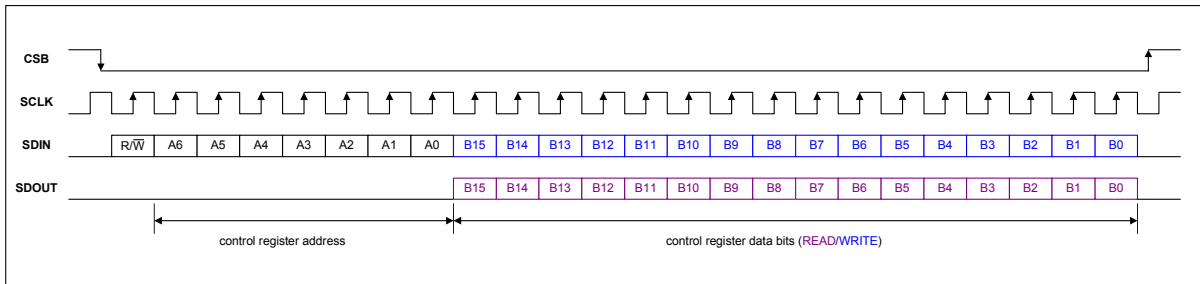 CSB
SCLK
SDIN R/W̅ A6 A5 A4 A3 A2 A1 A0 B15 B14 B13 B12 B11 B10 B9 B8 B7 B6 B5 B4 B3 B2 B1 B0
SDOUT B15 B14 B13 B12 B11 B10 B9 B8 B7 B6 B5 B4 B3 B2 B1 B0
control register address control register data bits (READ/WRITE)